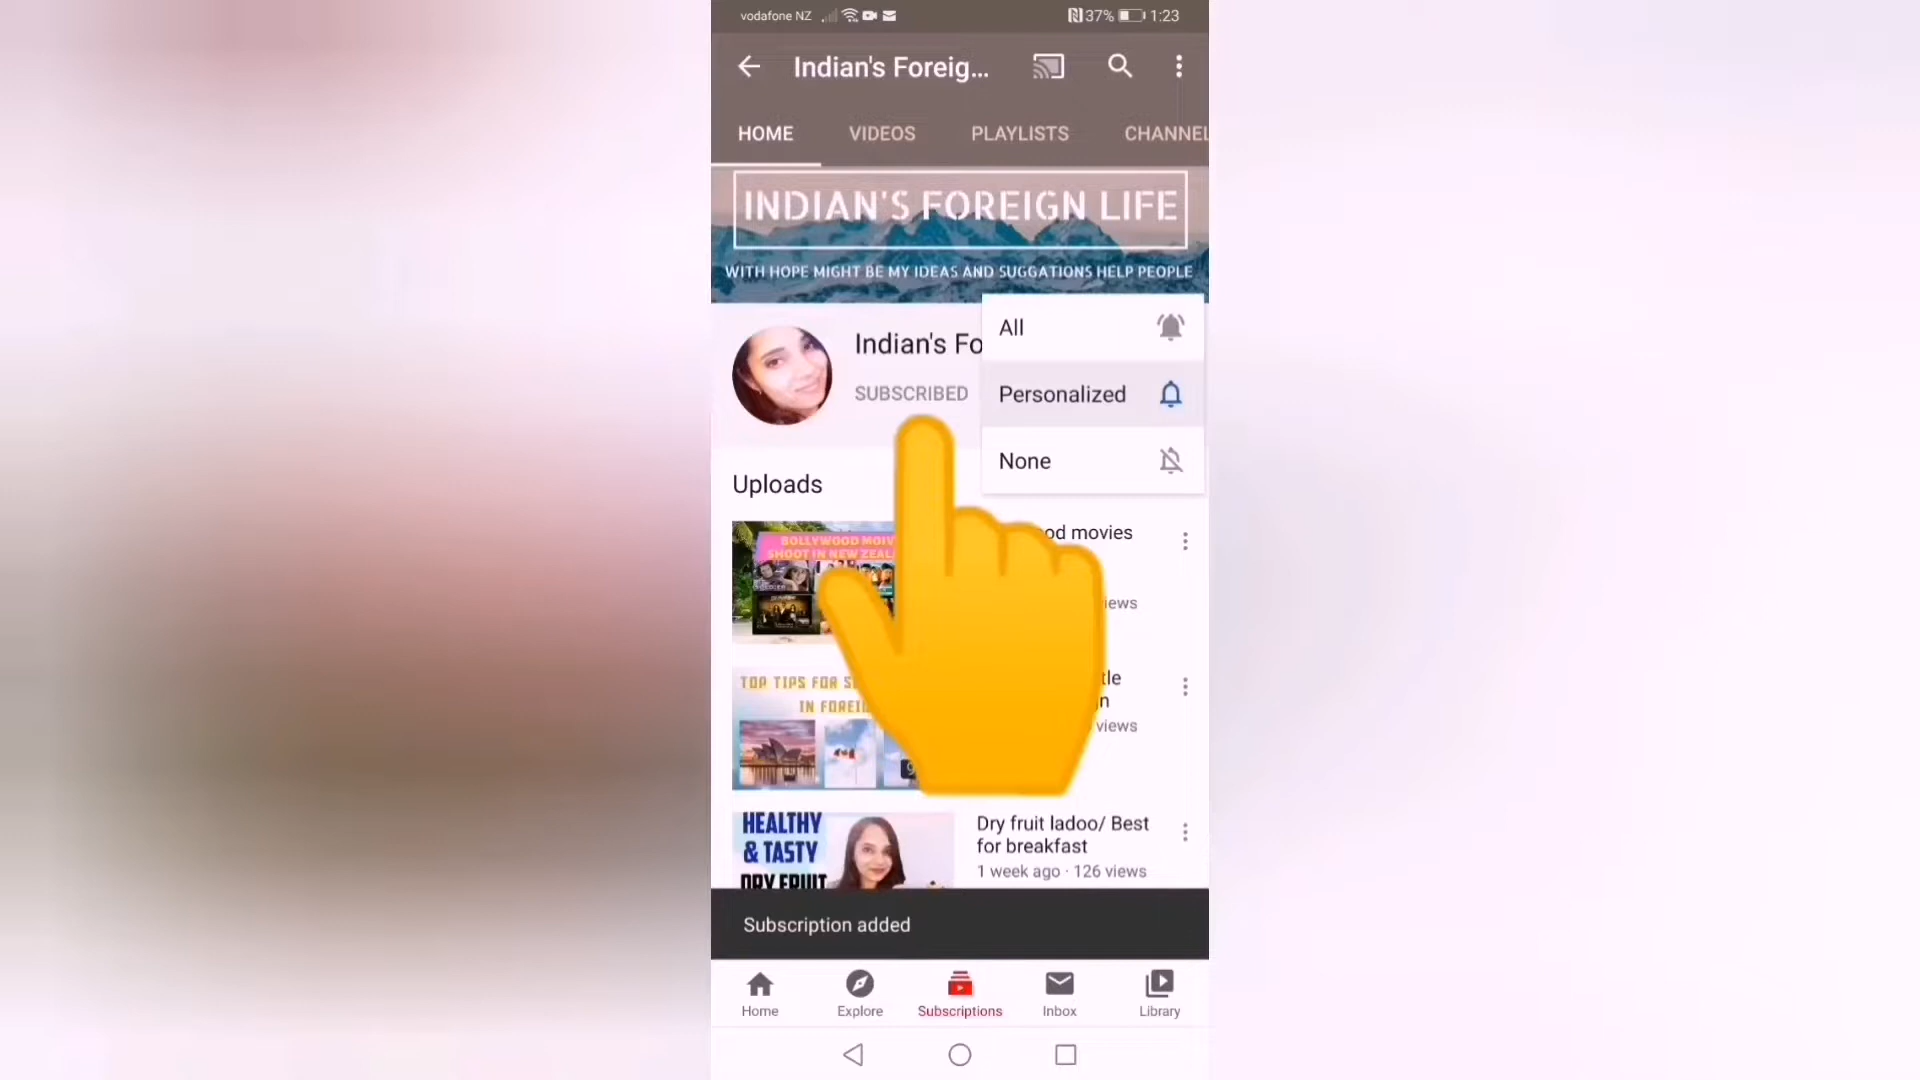 vodafone NZ 37% 1:23
Indian's Foreig...
HOME VIDEOS PLAYLISTS CHANNEL
INDIAN'S FOREIGN LIFE
WITH HOPE MIGHT BE MY IDEAS AND SUGGATIONS HELP PEOPLE
Indian's Fo
SUBSCRIBED
All
Personalized
None
Uploads
BOLLYWOOD MOIV
SHOOT IN NEW ZEAL
od movies
iews
TOP TIPS FOR S
IN FOREIG
tle
n
views
HEALTHY
& TASTY
DRY FRUIT
Dry fruit ladoo/ Best
for breakfast
1 week ago · 126 views
Subscription added
Home Explore Subscriptions Inbox Library